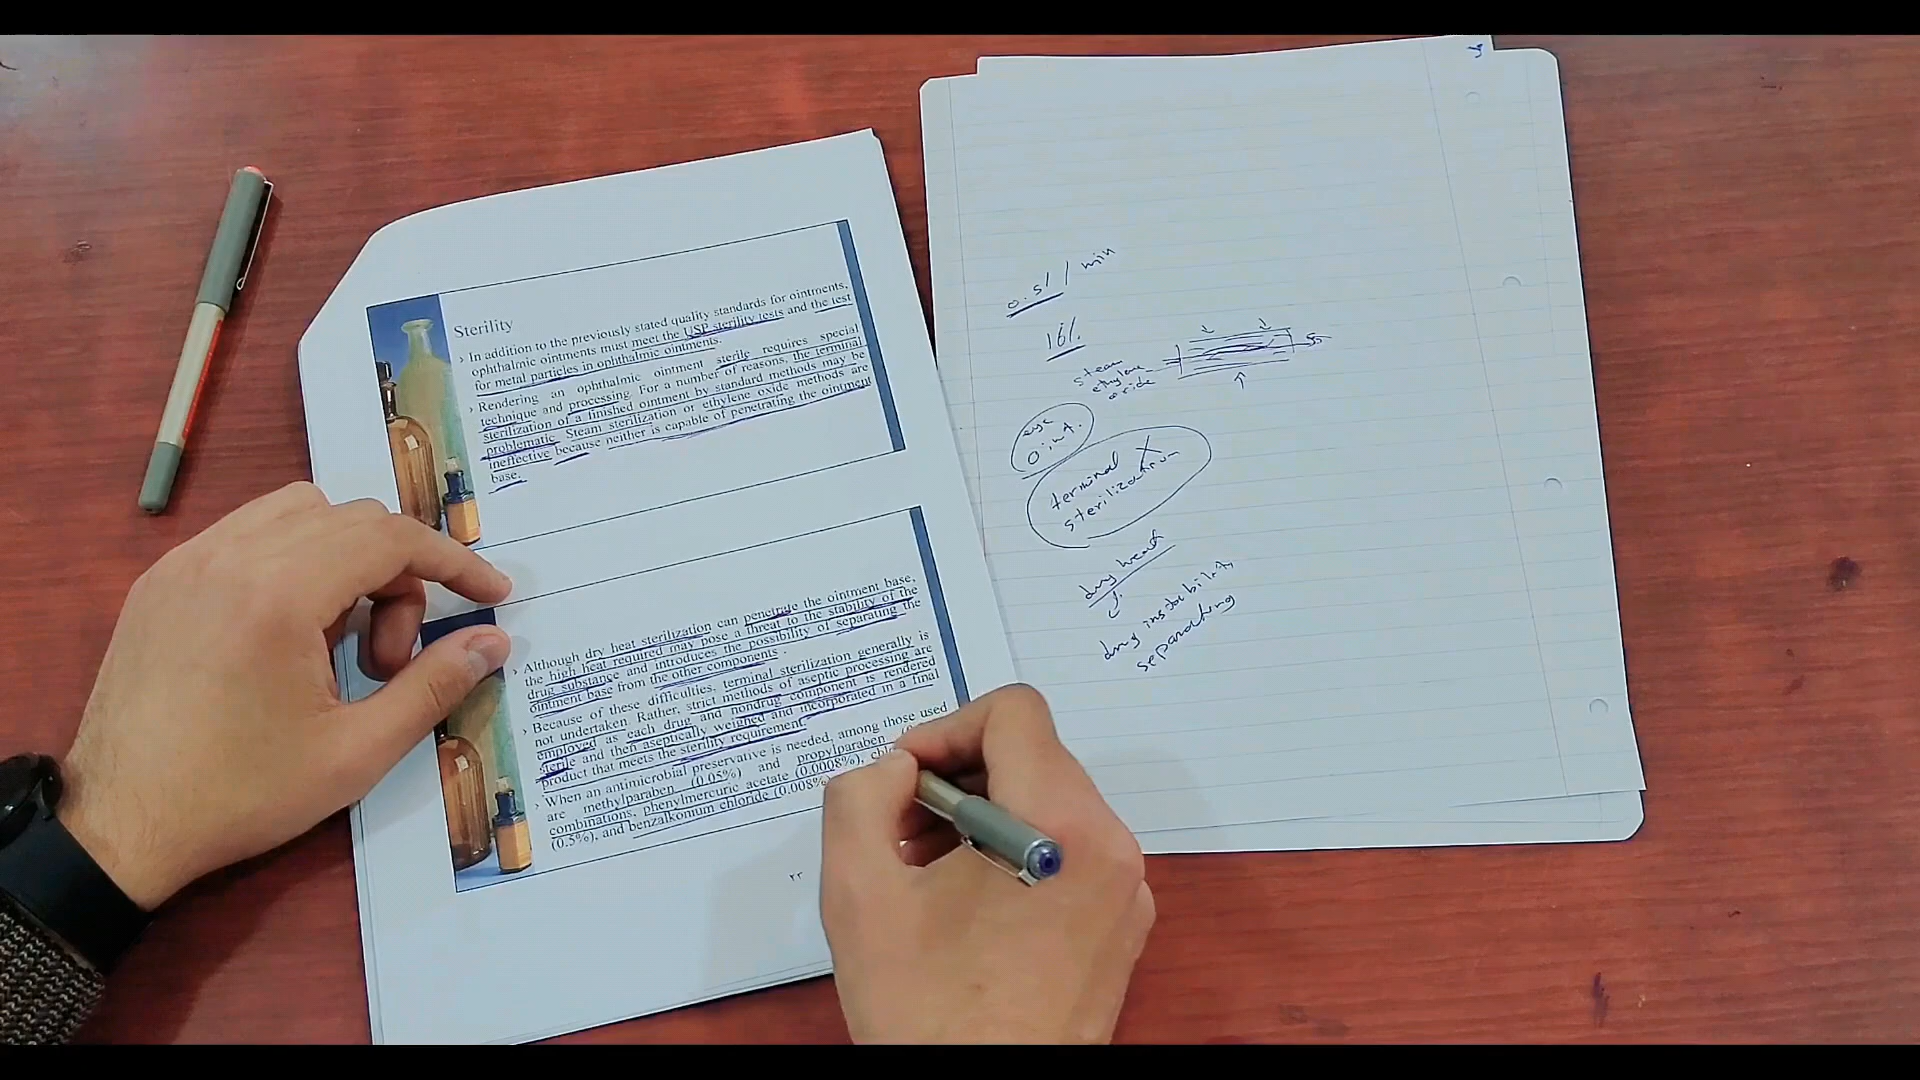 Sterility
› In addition to the previously stated quality standards for ointments,
ophthalmic ointments must meet the USP sterility tests and the test
for metal particles in ophthalmic ointments.
› Rendering an ophthalmic ointment sterile requires special
technique and processing. For a number of reasons, the terminal
sterilization of a finished ointment by standard methods may be
problematic. Steam sterilization or ethylene oxide methods are
ineffective because neither is capable of penetrating the ointment
base.
› Although dry heat sterilization can penetrate the ointment base,
the high heat required may pose a threat to the stability of the
drug substance and introduces the possibility of separating the
ointment base from the other components .
› Because of these difficulties, terminal sterilization generally is
not undertaken. Rather, strict methods of aseptic processing are
employed as each drug and nondrug component is rendered
sterile and then aseptically weighed and incorporated in a final
product that meets the sterility requirement.
› When an antimicrobial preservative is needed, among those used
are methylparaben (0.05%) and propylparaben
combinations, phenylmercuric acetate (0.0008%),
(0.5%), and benzalkonium chloride (0.008%
٢٣
min
steam
ethylene
oxide
eye
oint.
terminal
sterilization
dry heat
drug instability
separating